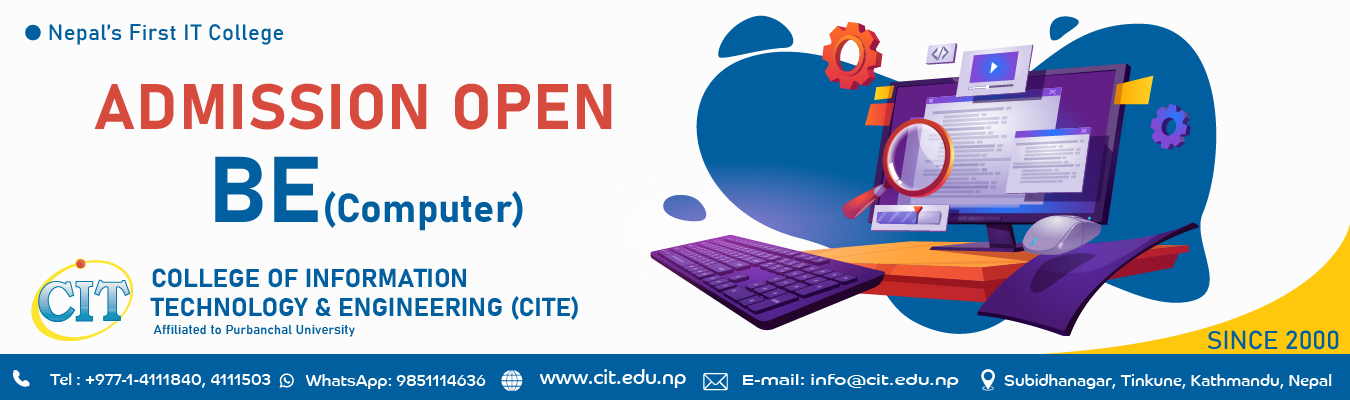 Nepal's First IT College
ADMISSION OPEN
BE(Computer)
CIT
COLLEGE OF INFORMATION
TECHNOLOGY & ENGINEERING (CITE)
Affiliated to Purbanchal University
SINCE 2000
Tel : +977-1-4111840, 4111503 WhatsApp: 9851114636 www.cit.edu.np E-mail: info@cit.edu.np Subidhanagar, Tinkune, Kathmandu, Nepal